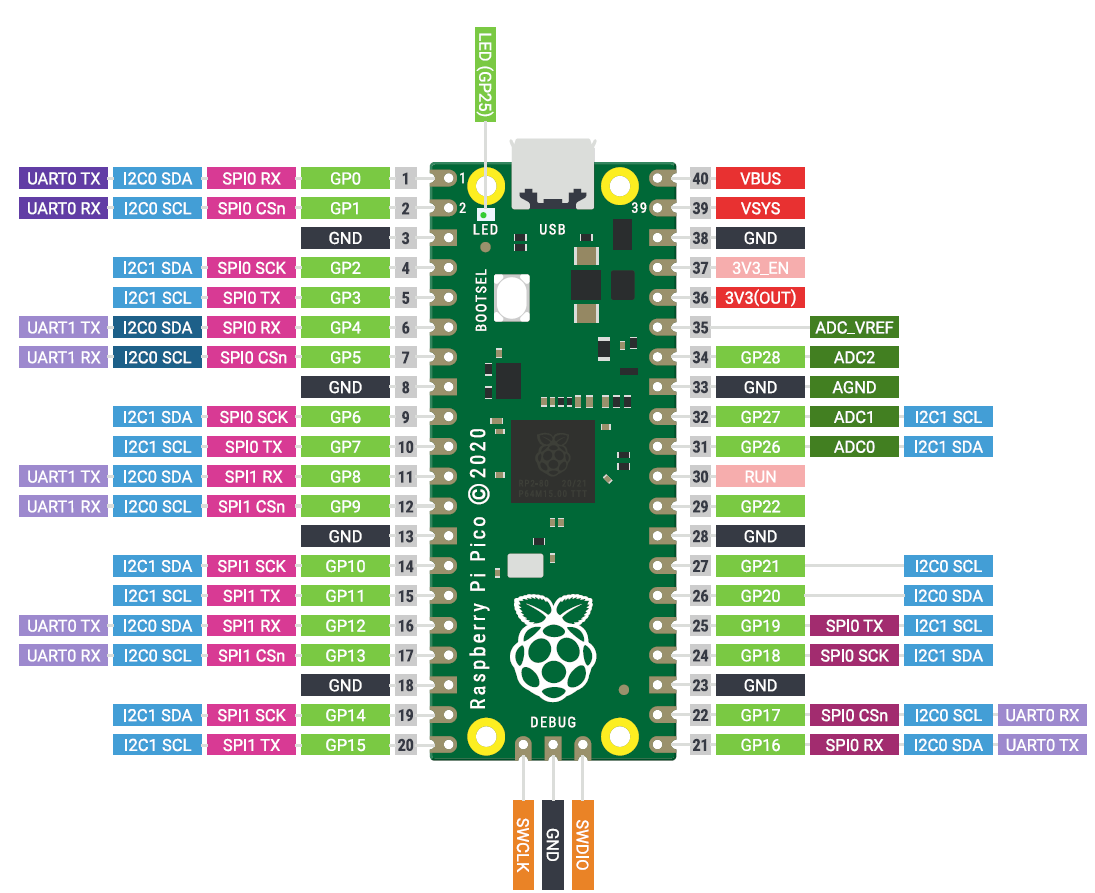 LED (GP25)
UART0 TX I2C0 SDA SPI0 RX GP0 1 1 40 VBUS
UART0 RX I2C0 SCL SPI0 CSn GP1 2 2 39 39 VSYS
LED USB
GND 3 38 GND
I2C1 SDA SPI0 SCK GP2 4 37 3V3_EN
I2C1 SCL SPI0 TX GP3 5 36 3V3(OUT)
BOOTSEL
UART1 TX I2C0 SDA SPI0 RX GP4 6 35 ADC_VREF
UART1 RX I2C0 SCL SPI0 CSn GP5 7 34 GP28 ADC2
GND 8 33 GND AGND
I2C1 SDA SPI0 SCK GP6 9 32 GP27 ADC1 I2C1 SCL
I2C1 SCL SPI0 TX GP7 10 31 GP26 ADC0 I2C1 SDA
UART1 TX I2C0 SDA SPI1 RX GP8 11 30 RUN
UART1 RX I2C0 SCL SPI1 CSn GP9 12 29 GP22
GND 13 28 GND
I2C1 SDA SPI1 SCK GP10 14 27 GP21 I2C0 SCL
I2C1 SCL SPI1 TX GP11 15 26 GP20 I2C0 SDA
UART0 TX I2C0 SDA SPI1 RX GP12 16 25 GP19 SPI0 TX I2C1 SCL
UART0 RX I2C0 SCL SPI1 CSn GP13 17 24 GP18 SPI0 SCK I2C1 SDA
GND 18 23 GND
I2C1 SDA SPI1 SCK GP14 19 22 GP17 SPI0 CSn I2C0 SCL UART0 RX
I2C1 SCL SPI1 TX GP15 20 21 GP16 SPI0 RX I2C0 SDA UART0 TX
Raspberry Pi Pico © 2020
DEBUG
SWCLK GND SWDIO